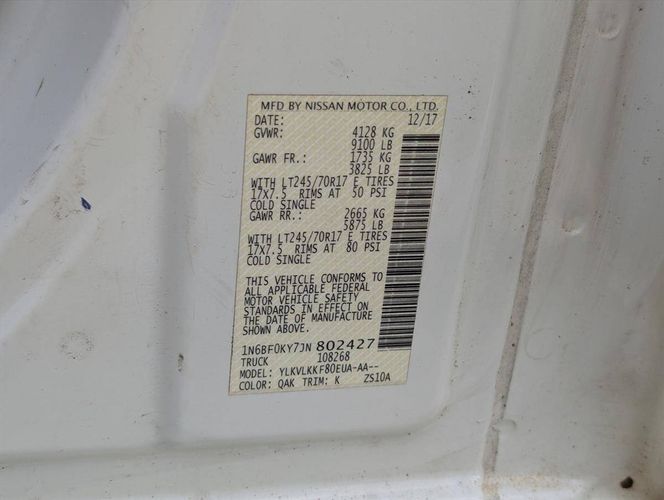 MFD BY NISSAN MOTOR CO., LTD.
DATE: 12/17
GVWR: 4128 KG
9100 LB
GAWR FR.: 1735 KG
3825 LB
WITH LT245/70R17 E TIRES
17X7.5 RIMS AT 50 PSI
COLD SINGLE
GAWR RR.: 2665 KG
5875 LB
WITH LT245/70R17 E TIRES
17X7.5 RIMS AT 80 PSI
COLD SINGLE
THIS VEHICLE CONFORMS TO
ALL APPLICABLE FEDERAL
MOTOR VEHICLE SAFETY
STANDARDS IN EFFECT ON
THE DATE OF MANUFACTURE
SHOWN ABOVE.
1N6BF0KY7JN802427
TRUCK 108268
MODEL: YLKVLKKF80EUA-AA--
COLOR: QAK TRIM: K ZS10A